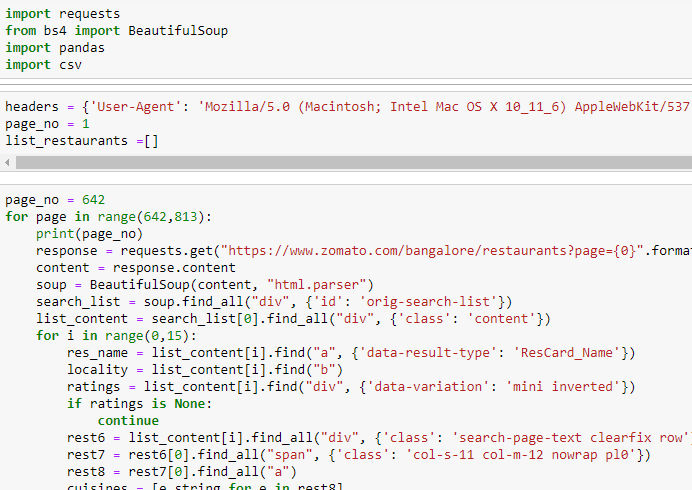 import requests
from bs4 import BeautifulSoup
import pandas
import csv
headers = {'User-Agent': 'Mozilla/5.0 (Macintosh; Intel Mac OS X 10_11_6) AppleWebKit/537
page_no = 1
list_restaurants =[]
page_no = 642
for page in range(642,813):
    print(page_no)
    response = requests.get("https://www.zomato.com/bangalore/restaurants?page={0}".forma
    content = response.content
    soup = BeautifulSoup(content, "html.parser")
    search_list = soup.find_all("div", {'id': 'orig-search-list'})
    list_content = search_list[0].find_all("div", {'class': 'content'})
    for i in range(0,15):
        res_name = list_content[i].find("a", {'data-result-type': 'ResCard_Name'})
        locality = list_content[i].find("b")
        ratings = list_content[i].find("div", {'data-variation': 'mini inverted'})
        if ratings is None:
            continue
        rest6 = list_content[i].find_all("div", {'class': 'search-page-text clearfix row'
        rest7 = rest6[0].find_all("span", {'class': 'col-s-11 col-m-12 nowrap pl0'})
        rest8 = rest7[0].find_all("a")
        cuisines = [e.string for e in rest8]